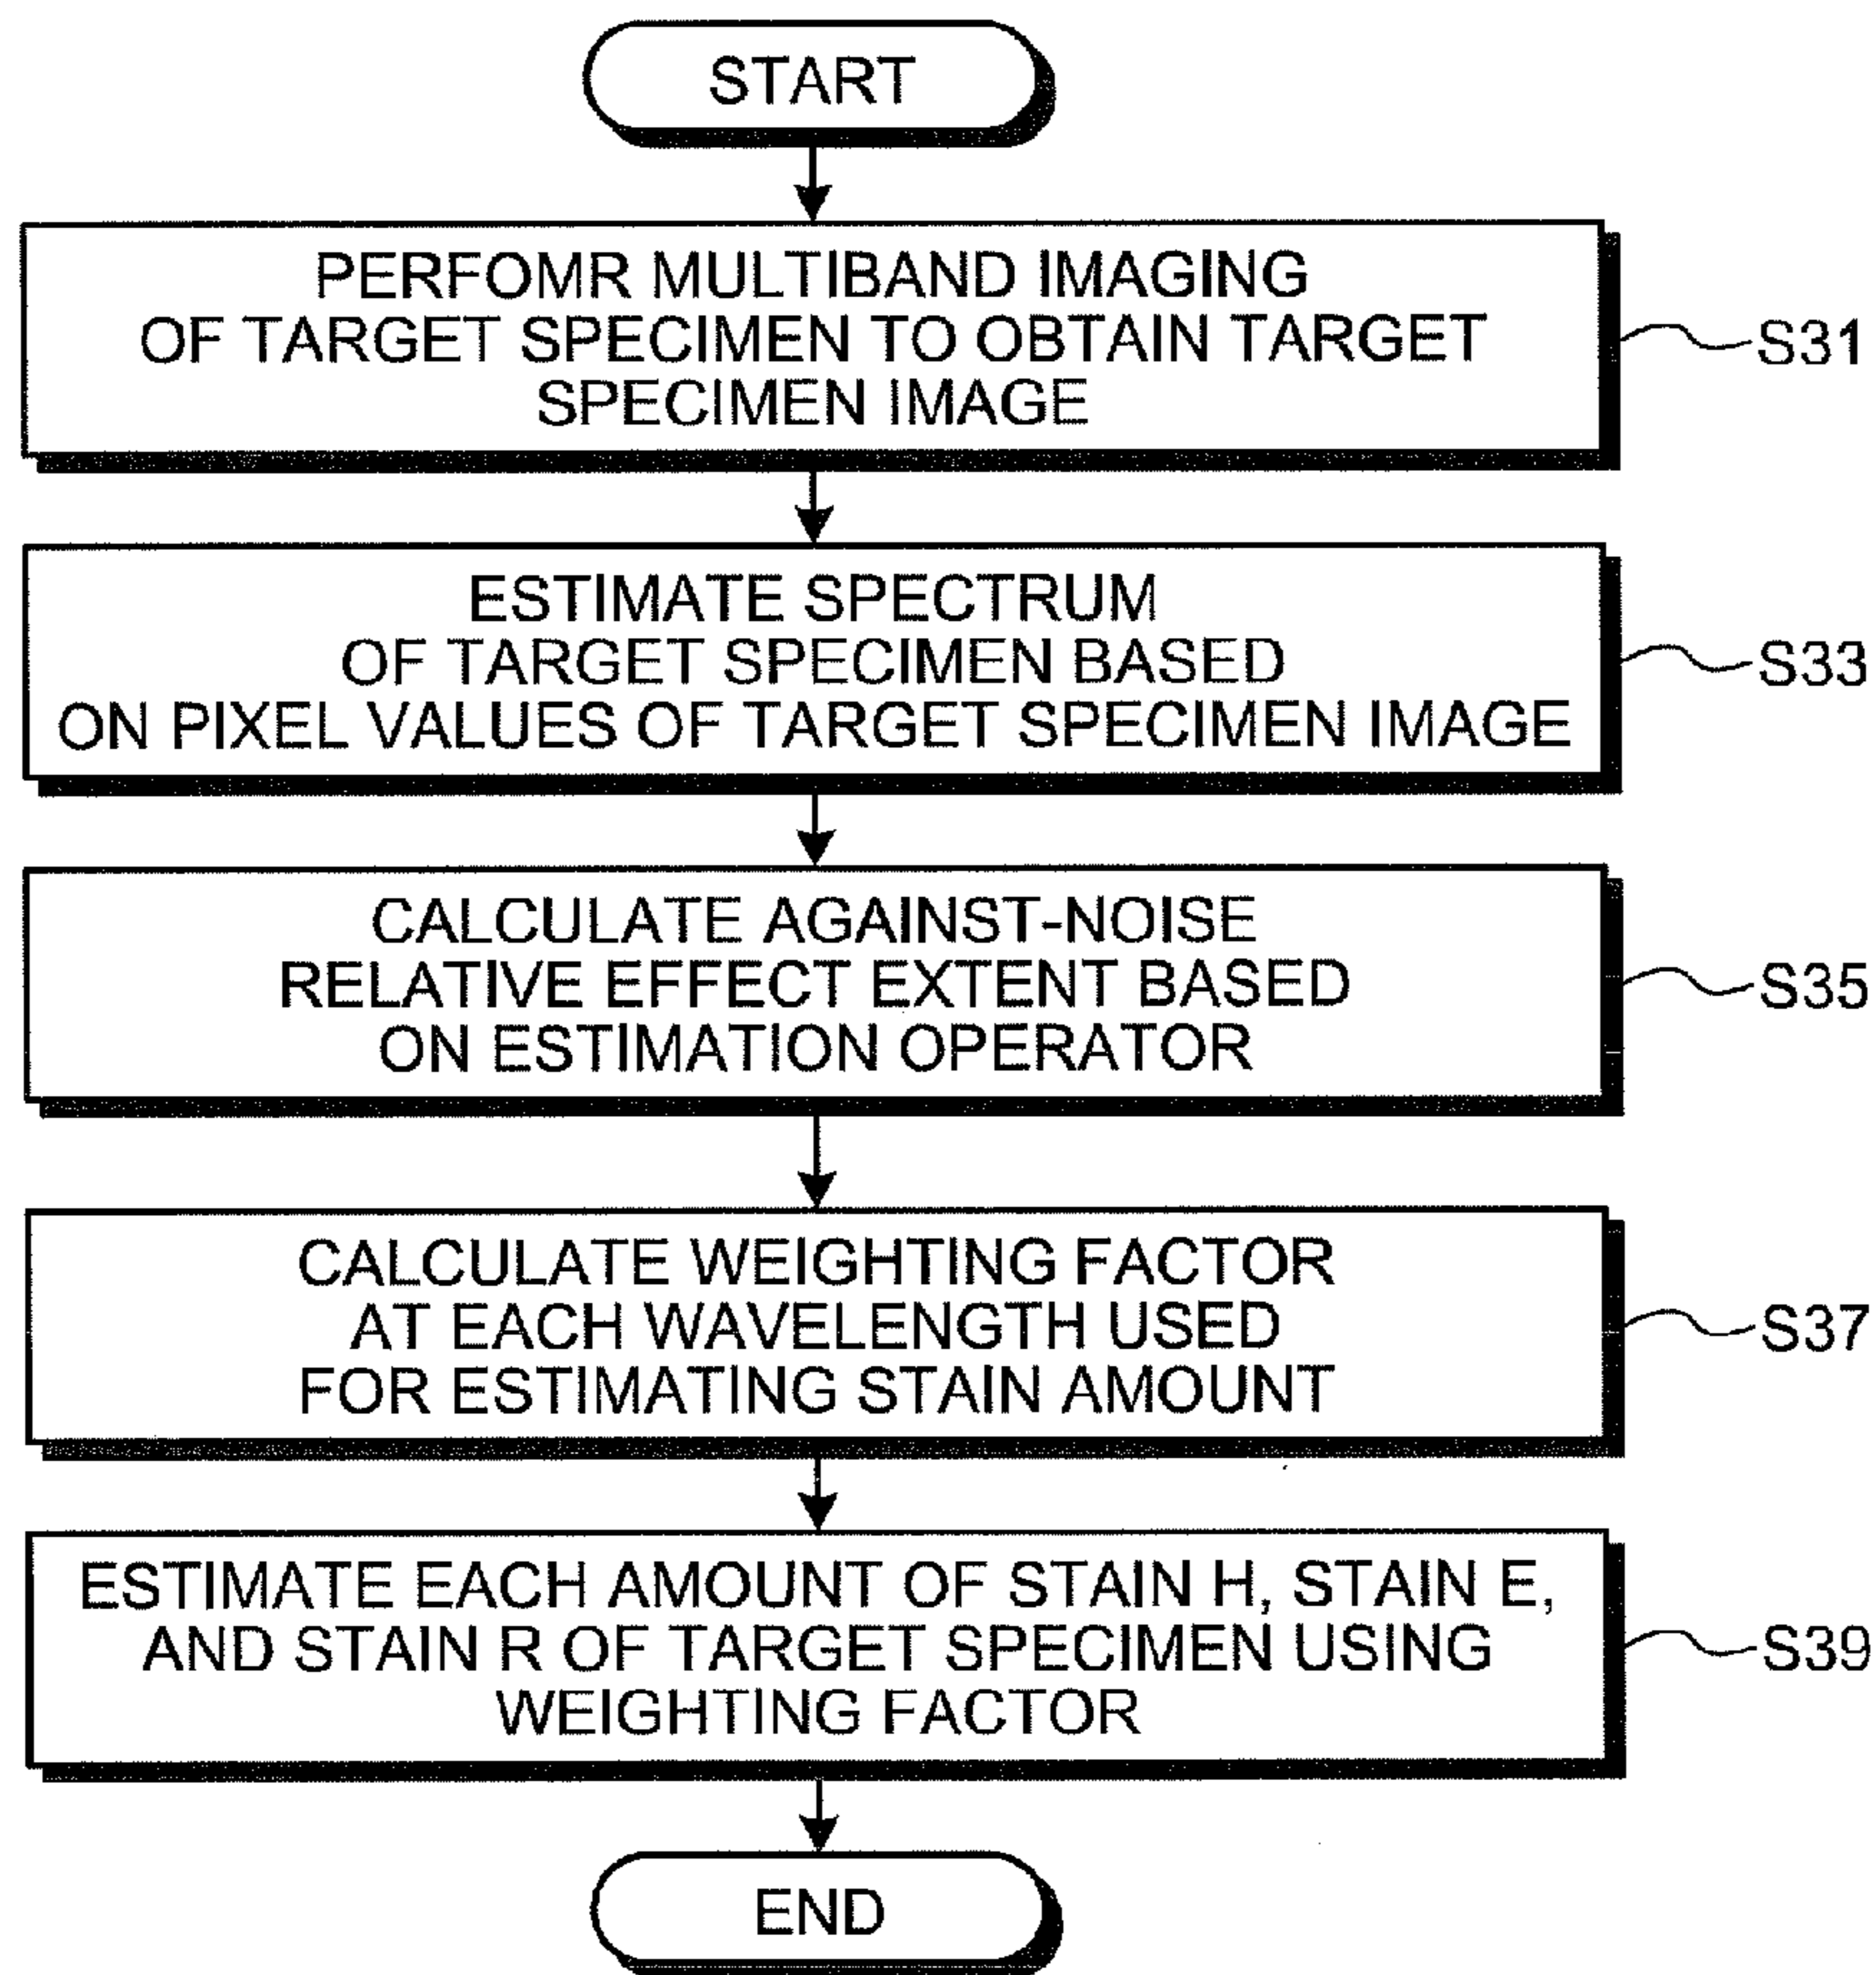 START
PERFOMR MULTIBAND IMAGING
OF TARGET SPECIMEN TO OBTAIN TARGET
SPECIMEN IMAGE
S31
ESTIMATE SPECTRUM
OF TARGET SPECIMEN BASED
ON PIXEL VALUES OF TARGET SPECIMEN IMAGE
S33
CALCULATE AGAINST-NOISE
RELATIVE EFFECT EXTENT BASED
ON ESTIMATION OPERATOR
S35
CALCULATE WEIGHTING FACTOR
AT EACH WAVELENGTH USED
FOR ESTIMATING STAIN AMOUNT
S37
ESTIMATE EACH AMOUNT OF STAIN H, STAIN E,
AND STAIN R OF TARGET SPECIMEN USING
WEIGHTING FACTOR
S39
END